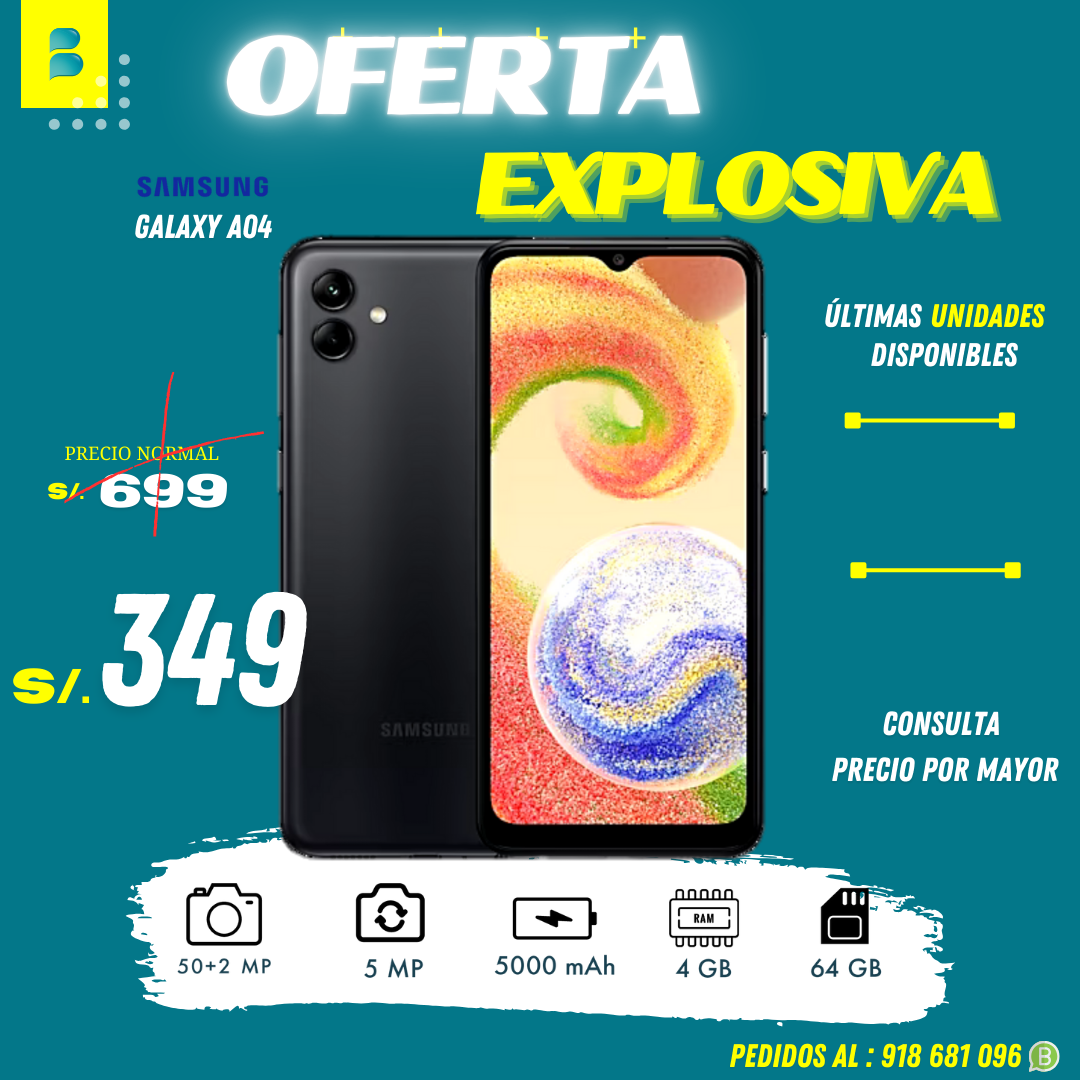 B
OFERTA
EXPLOSIVA
SAMSUNG
GALAXY A04
ÚLTIMAS UNIDADES
DISPONIBLES
PRECIO NORMAL
S/. 699
S/. 349
SAMSUNG
CONSULTA
PRECIO POR MAYOR
RAM
50+2 MP
5 MP
5000 mAh
4 GB
64 GB
PEDIDOS AL : 918 681 096 B